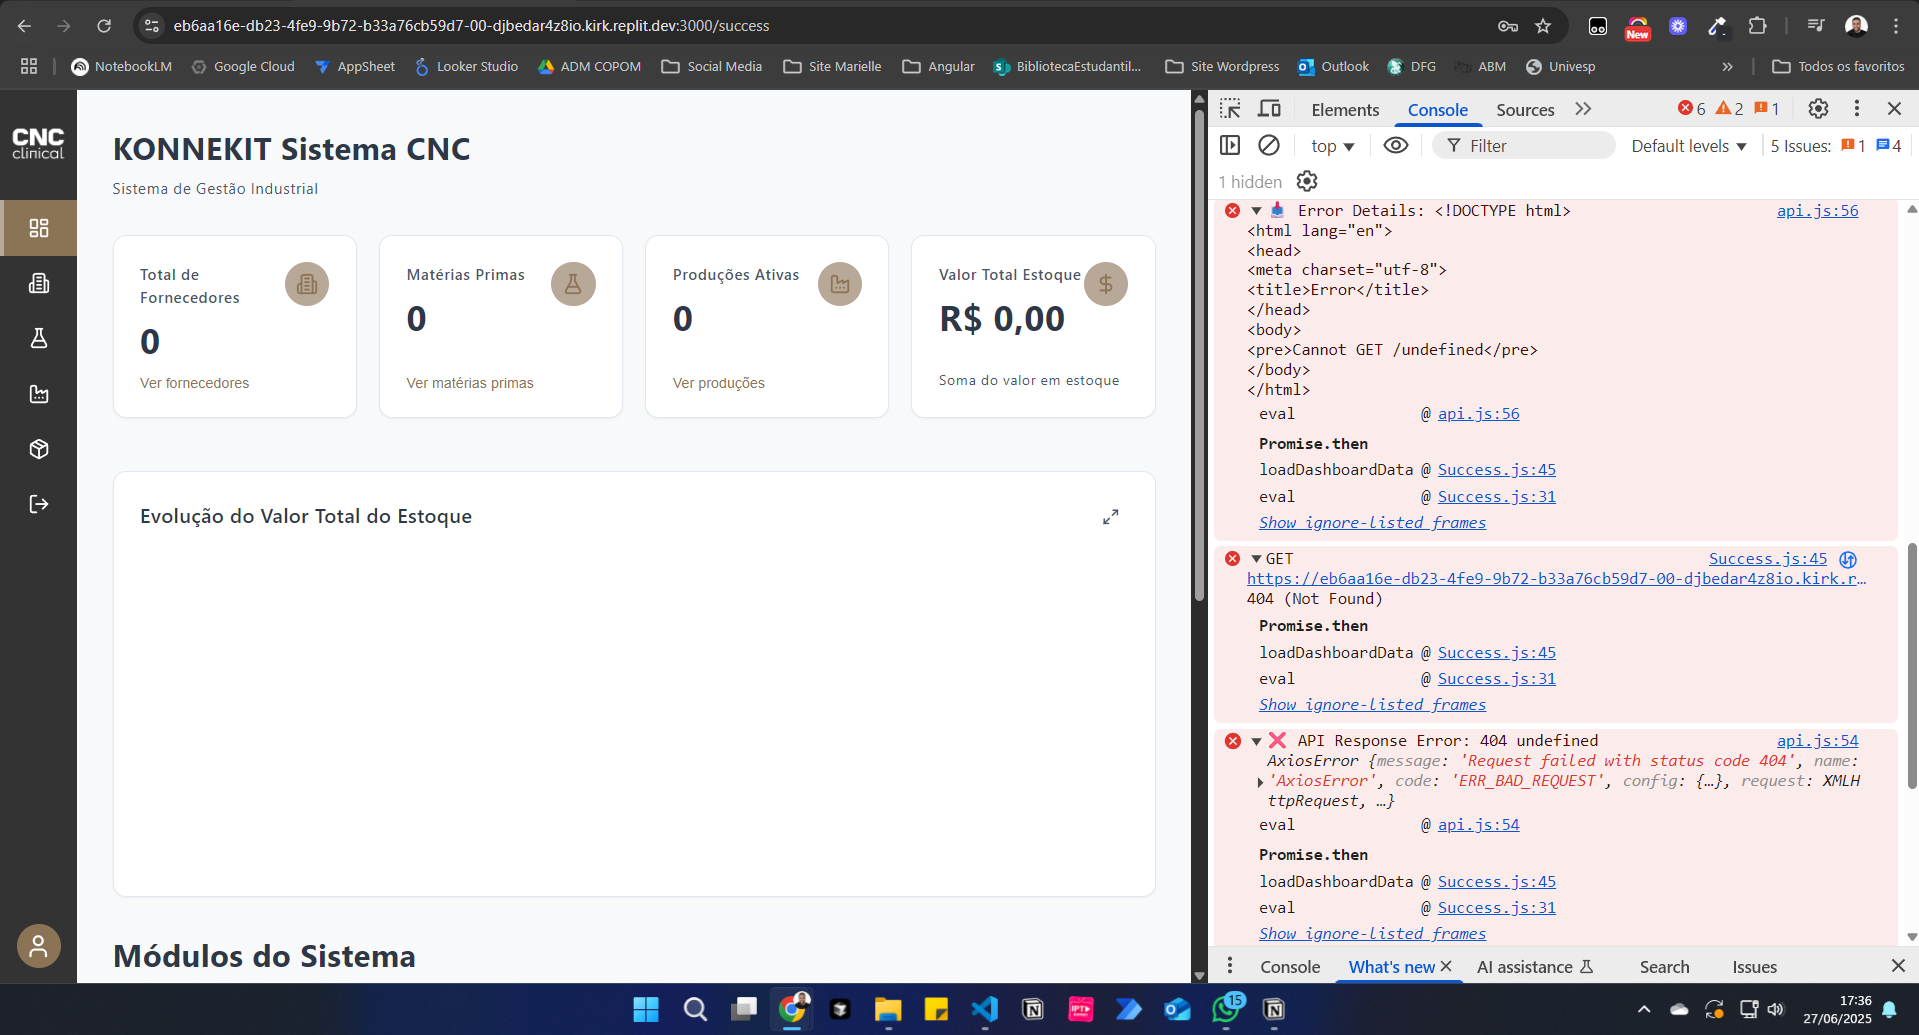 eb6aa16e-db23-4fe9-9b72-b33a76cb59d7-00-djbedar4z8io.kirk.replit.dev:3000/success
New
NotebookLM
Google Cloud
AppSheet
Looker Studio
ADM COPOM
Social Media
Site Marielle
Angular
BibliotecaEstudantil...
Site Wordpress
Outlook
DFG
ABM
Univesp
»
Todos os favoritos
CNC
clinical
KONNEKIT Sistema CNC
Sistema de Gestão Industrial
Total de
Fornecedores
0
Ver fornecedores
Matérias Primas
0
Ver matérias primas
Produções Ativas
0
Ver produções
Valor Total Estoque
R$ 0,00
Soma do valor em estoque
Evolução do Valor Total do Estoque
Módulos do Sistema
Elements
Console
Sources
6
2
1
top
Filter
Default levels
5 Issues:
1
4
1 hidden
Error Details: <!DOCTYPE html> api.js:56
<html lang="en">
<head>
<meta charset="utf-8">
<title>Error</title>
</head>
<body>
<pre>Cannot GET /undefined</pre>
</body>
</html>
eval @ api.js:56
Promise.then
loadDashboardData @ Success.js:45
eval @ Success.js:31
Show ignore-listed frames
GET Success.js:45
https://eb6aa16e-db23-4fe9-9b72-b33a76cb59d7-00-djbedar4z8io.kirk.r…
404 (Not Found)
Promise.then
loadDashboardData @ Success.js:45
eval @ Success.js:31
Show ignore-listed frames
API Response Error: 404 undefined api.js:54
AxiosError {message: 'Request failed with status code 404', name:
'AxiosError', code: 'ERR_BAD_REQUEST', config: {…}, request: XMLH
ttpRequest, …}
eval @ api.js:54
Promise.then
loadDashboardData @ Success.js:45
eval @ Success.js:31
Show ignore-listed frames
Console
What's new
AI assistance
Search
Issues
15
17:36
27/06/2025